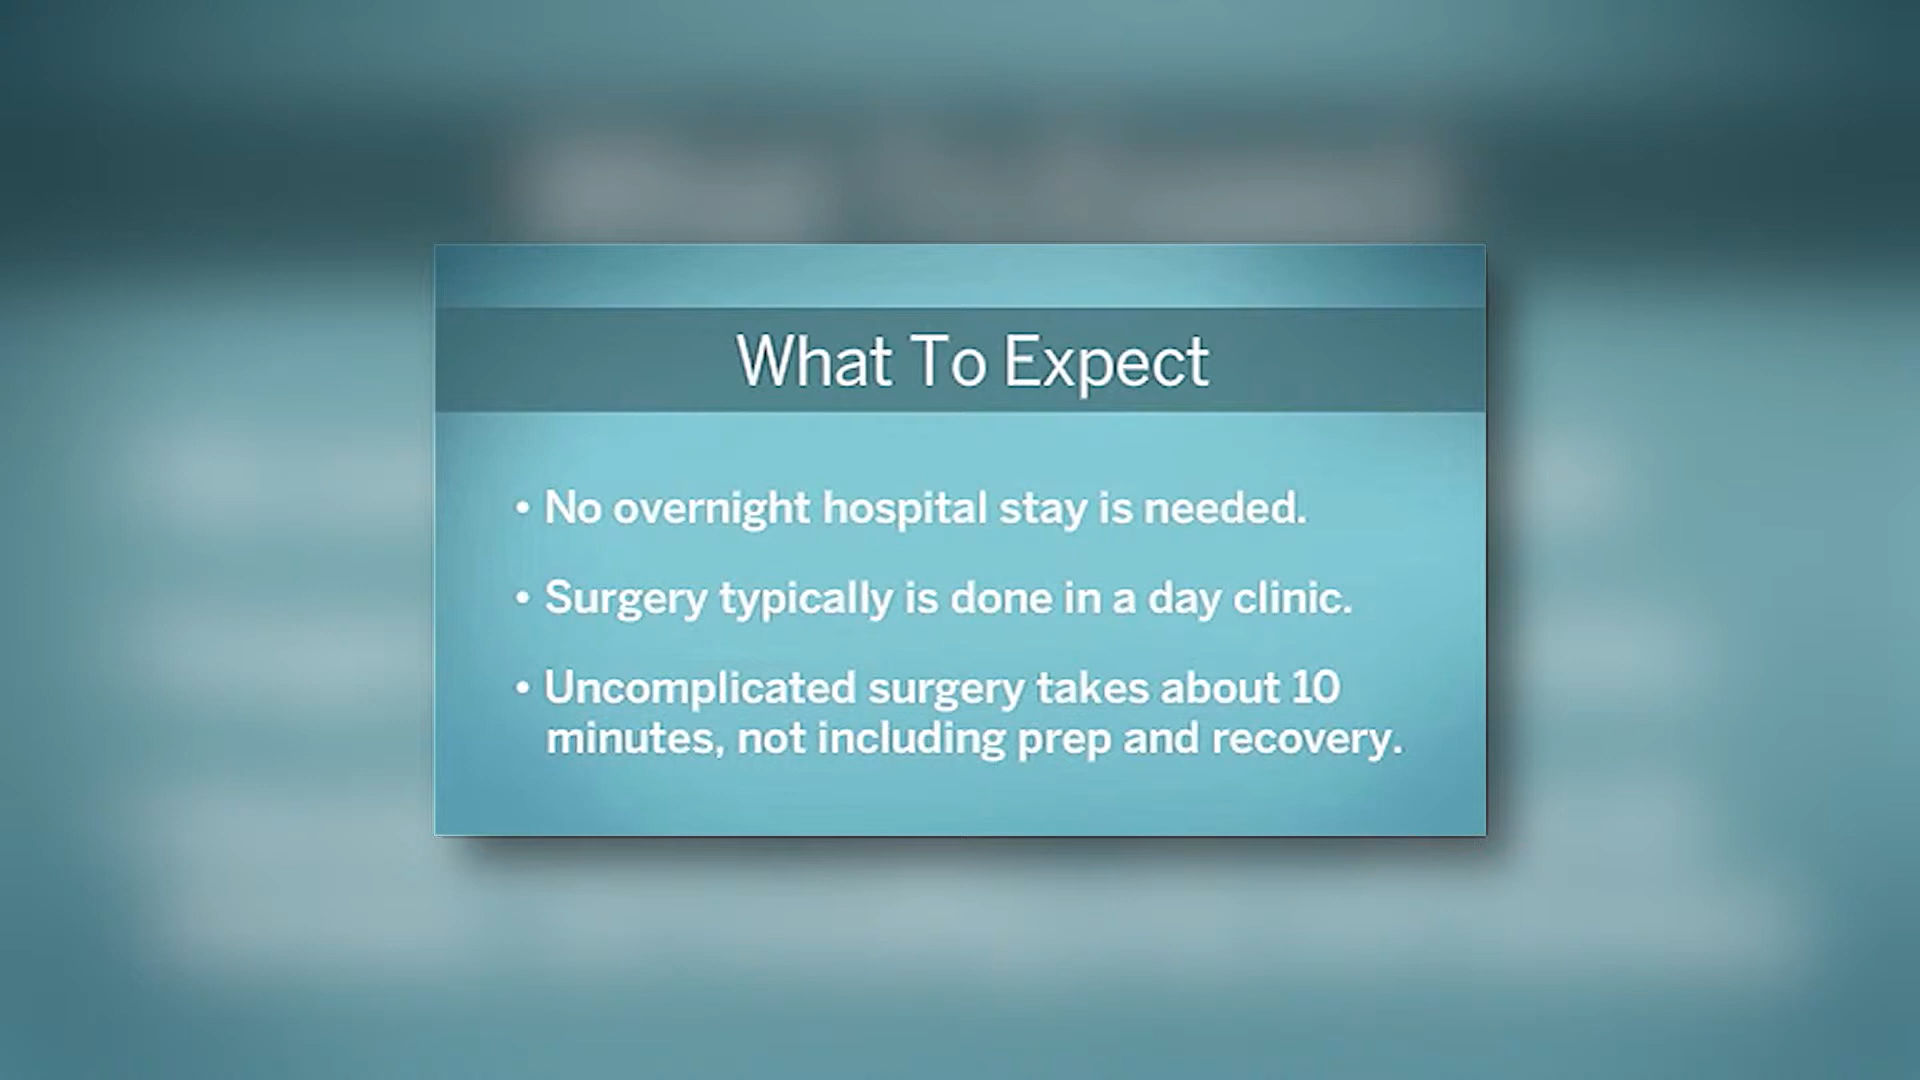 What To Expect
• No overnight hospital stay is needed.
• Surgery typically is done in a day clinic.
• Uncomplicated surgery takes about 10
minutes, not including prep and recovery.